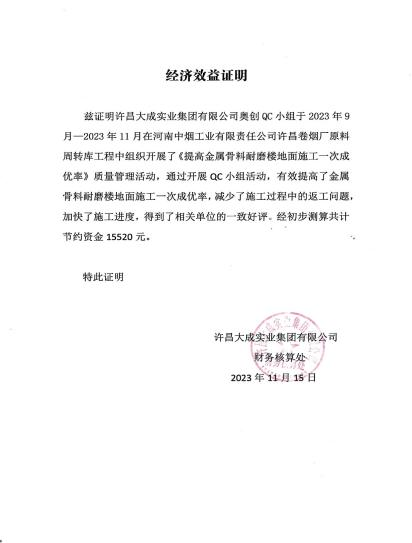 经济效益证明
兹证明许昌大成实业集团有限公司奥创 QC 小组于 2023 年 9
月—2023 年 11 月在河南中烟工业有限责任公司许昌卷烟厂原料
周转库工程中组织开展了《提高金属骨料耐磨楼地面施工一次成
优率》质量管理活动，通过开展 QC 小组活动，有效提高了金属
骨料耐磨楼地面施工一次成优率，减少了施工过程中的返工问题，
加快了施工进度，得到了相关单位的一致好评。经初步测算共计
节约资金 15520 元。
特此证明
许昌大成实业集团有限公司
财务核算处
2023 年 11 月 15 日